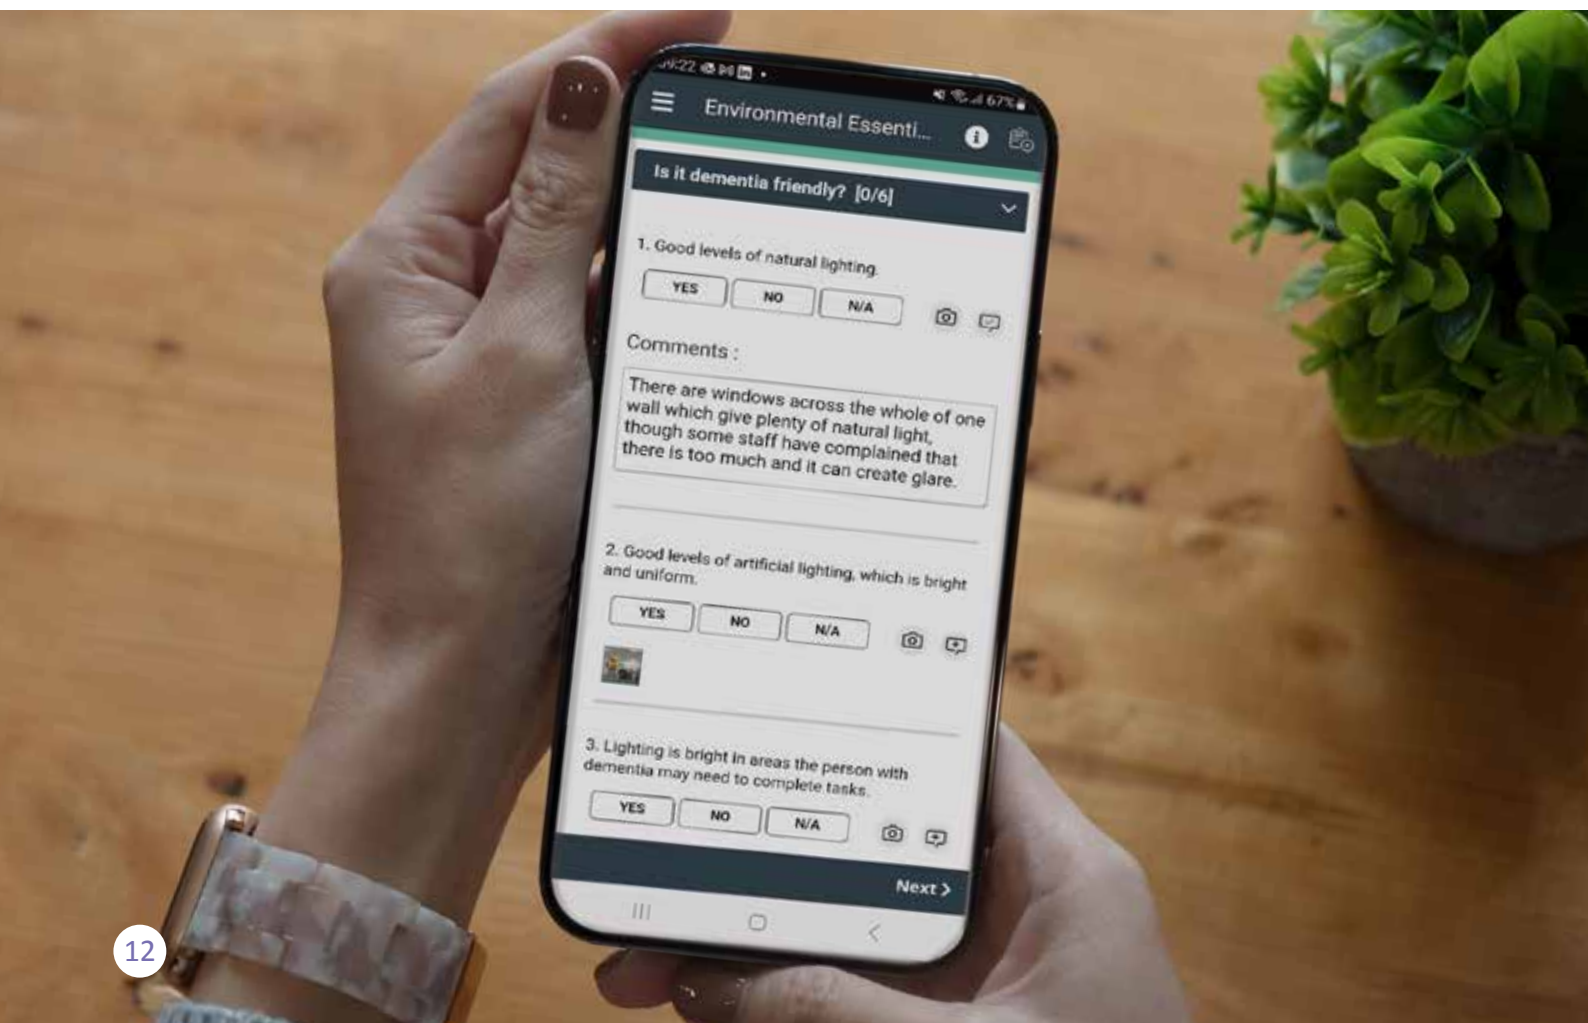 09:22
67%
Environmental Essenti...
Is it dementia friendly? [0/6]
1. Good levels of natural lighting.
YES NO N/A
Comments :
There are windows across the whole of one
wall which give plenty of natural light,
though some staff have complained that
there is too much and it can create glare.
2. Good levels of artificial lighting, which is bright
and uniform.
YES NO N/A
3. Lighting is bright in areas the person with
dementia may need to complete tasks.
YES NO N/A
Next >
12